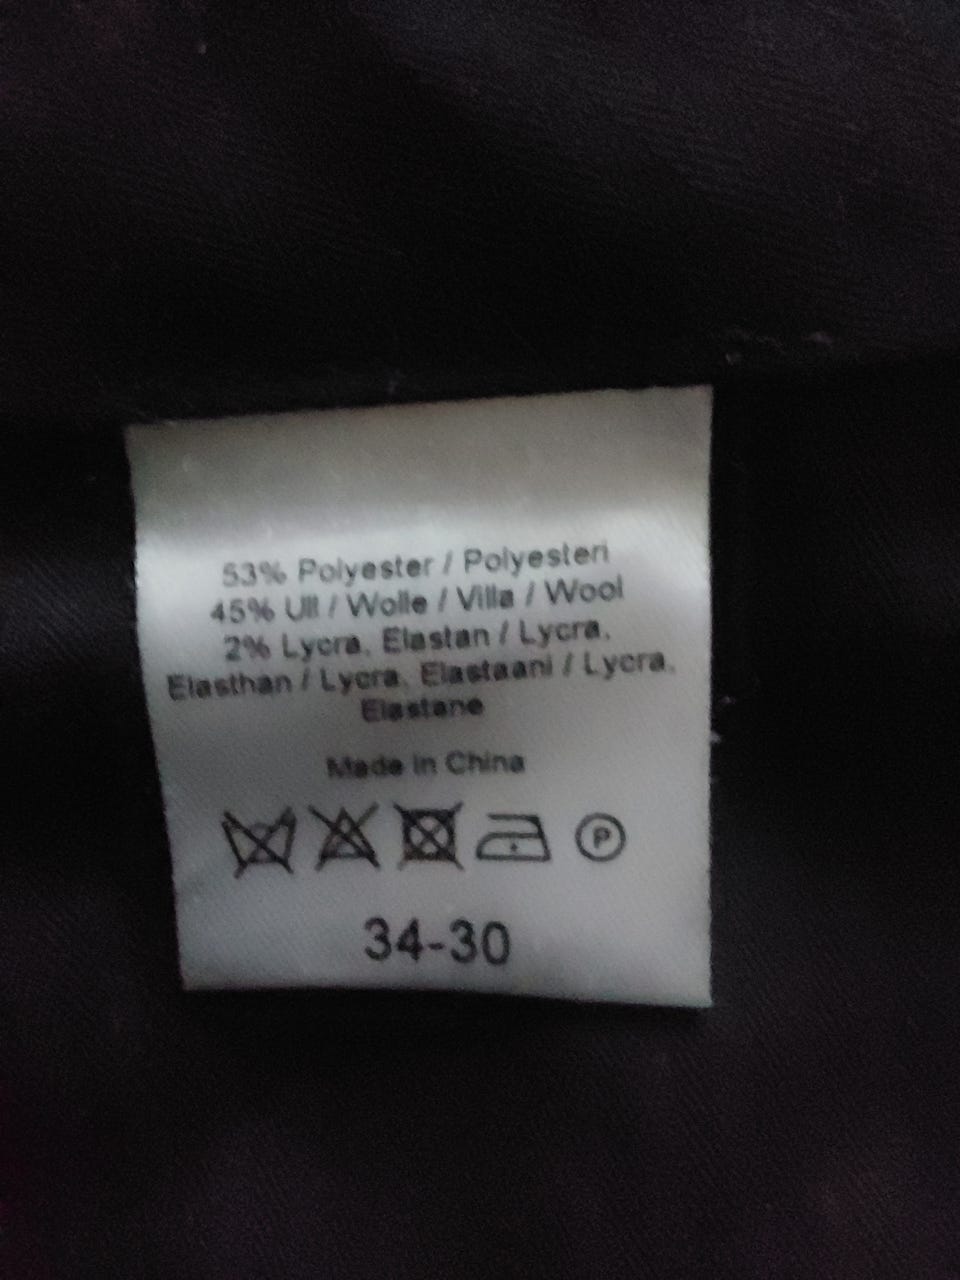 53% Polyester / Polyesteri
45% Ull / Wolle / Villa / Wool
2% Lycra, Elastan / Lycra,
Elasthan / Lycra, Elastaani / Lycra,
Elastane
Made in China
P
34-30